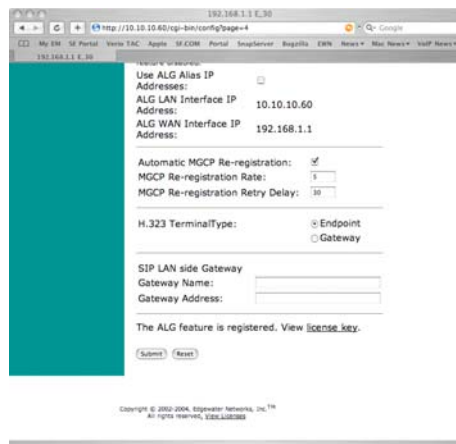 192.168.1.1 E_30
http://10.10.10.60/cgi-bin/config?page=4
Q- Google
My EN SF Portal Verio TAC Apple SF.COM Portal SnapServer Bugzilla EWN News Mac News VoIP News
192.168.1.1 E_30
feature disabled.
Use ALG Alias IP
Addresses:
ALG LAN Interface IP
Address: 10.10.10.60
ALG WAN Interface IP
Address: 192.168.1.1
Automatic MGCP Re-registration:
MGCP Re-registration Rate: 5
MGCP Re-registration Retry Delay: 30
H.323 TerminalType: Endpoint
Gateway
SIP LAN side Gateway
Gateway Name:
Gateway Address:
The ALG feature is registered. View license key.
Submit Reset
Copyright © 2002-2004, Edgewater Networks, Inc.™
All rights reserved, View Licenses